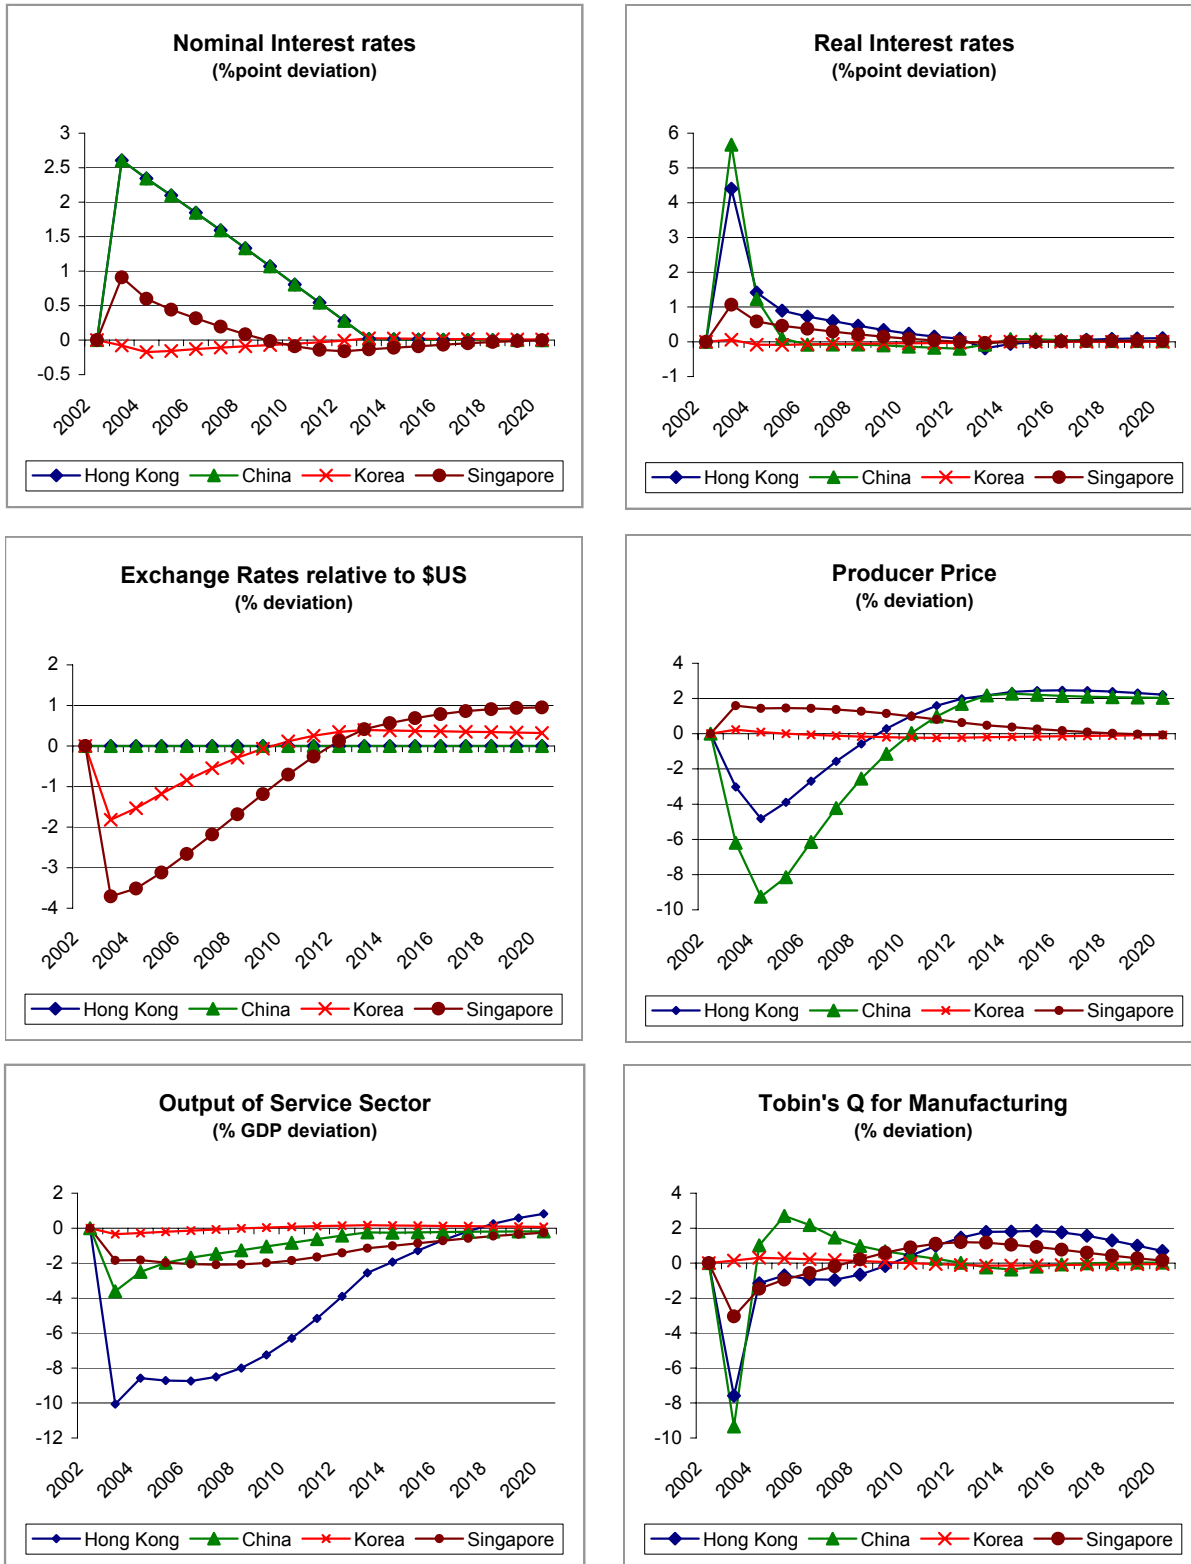 Nominal Interest rates
(%point deviation)
3
2.5
2
1.5
1
0.5
0
-0.5
2002
2004
2006
2008
2010
2012
2014
2016
2018
2020
Hong Kong
China
Korea
Singapore
Real Interest rates
(%point deviation)
6
5
4
3
2
1
0
-1
2002
2004
2006
2008
2010
2012
2014
2016
2018
2020
Hong Kong
China
Korea
Singapore
Exchange Rates relative to $US
(% deviation)
2
1
0
-1
-2
-3
-4
2002
2004
2006
2008
2010
2012
2014
2016
2018
2020
Hong Kong
China
Korea
Singapore
Producer Price
(% deviation)
4
2
0
-2
-4
-6
-8
-10
2002
2004
2006
2008
2010
2012
2014
2016
2018
2020
Hong Kong
China
Korea
Singapore
Output of Service Sector
(% GDP deviation)
2
0
-2
-4
-6
-8
-10
-12
2002
2004
2006
2008
2010
2012
2014
2016
2018
2020
Hong Kong
China
Korea
Singapore
Tobin's Q for Manufacturing
(% deviation)
4
2
0
-2
-4
-6
-8
-10
2002
2004
2006
2008
2010
2012
2014
2016
2018
2020
Hong Kong
China
Korea
Singapore